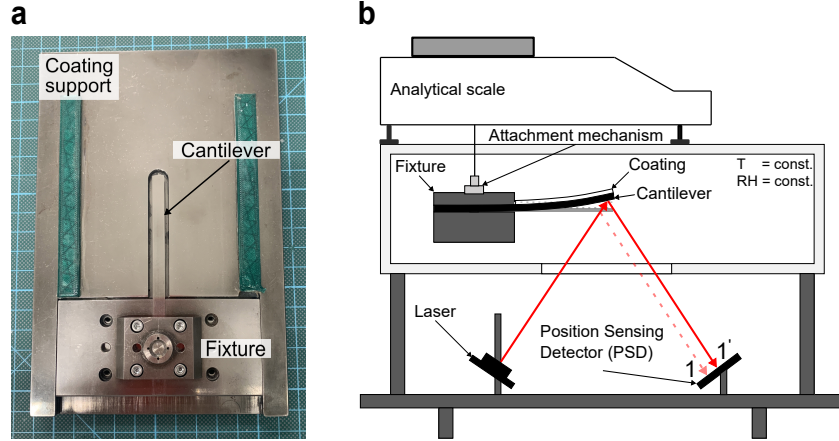 a
Coating
support
Cantilever
Fixture
b
Analytical scale
Attachment mechanism
Fixture
Coating
Cantilever
T = const.
RH = const.
Laser
Position Sensing
Detector (PSD)
1
1'